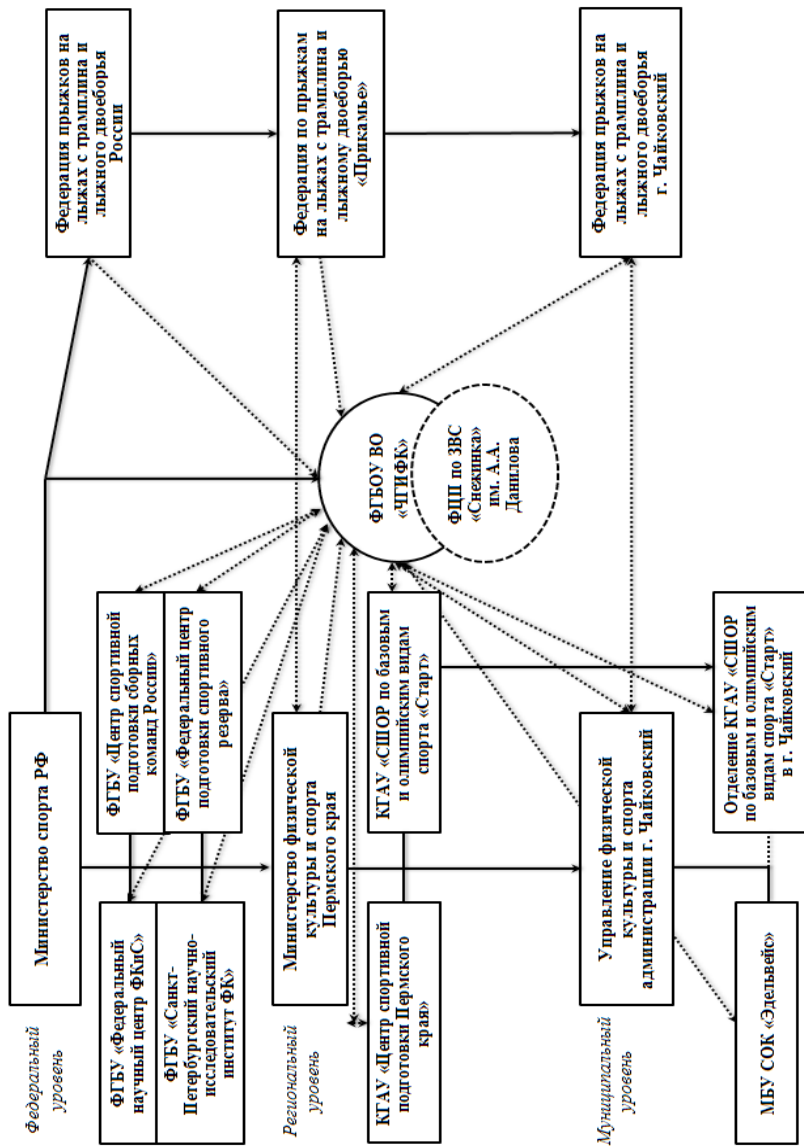 Федеральный
уровень
Министерство спорта РФ
Федерация прыжков на
лыжах с трамплина и
лыжного двоеборья
России
ФГБУ «Федеральный
научный центр ФКиС»
ФГБУ «Центр спортивной
подготовки сборных
команд России»
ФГБУ «Санкт-
Петербургский научно-
исследовательский
институт ФК»
ФГБУ «Федеральный центр
подготовки спортивного
резерва»
Региональный
уровень
Министерство физической
культуры и спорта
Пермского края
Федерация по прыжкам
на лыжах с трамплина и
лыжному двоеборью
«Прикамье»
КГАУ «Центр спортивной
подготовки Пермского
края»
КГАУ «СШОР по базовым
и олимпийским видам
спорта «Старт»
ФГБОУ ВО
«ЧГИФК»
ФЦП по ЗВС
«Снежинка»
им. А.А.
Данилова
Муниципальный
уровень
Управление физической
культуры и спорта
администрации г. Чайковский
Федерация прыжков на
лыжах с трамплина и
лыжного двоеборья
г. Чайковский
МБУ СОК «Эдельвейс»
Отделение КГАУ «СШОР
по базовым и олимпийским
видам спорта «Старт»
в г. Чайковский